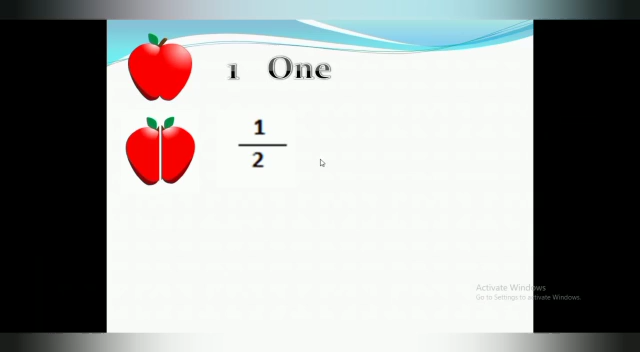 1 One
1
2
Activate Windows
Go to Settings to activate Windows.